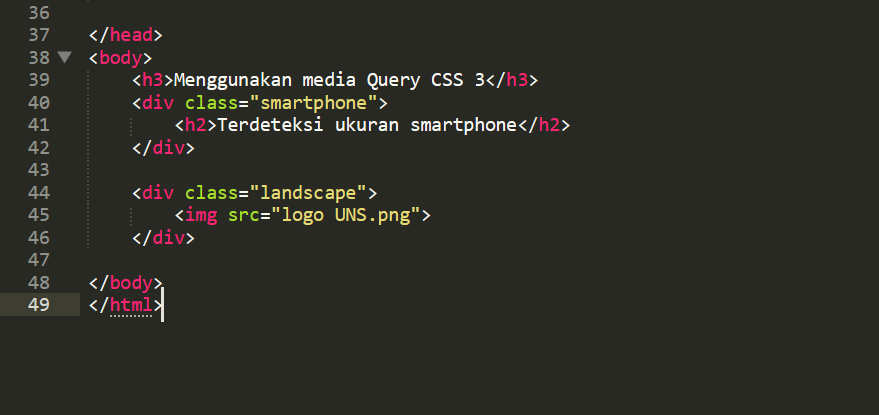 36
37 </head>
38 <body>
39 <h3>Menggunakan media Query CSS 3</h3>
40 <div class="smartphone">
41 <h2>Terdeteksi ukuran smartphone</h2>
42 </div>
43
44 <div class="landscape">
45 <img src="logo UNS.png">
46 </div>
47
48 </body>
49 </html>